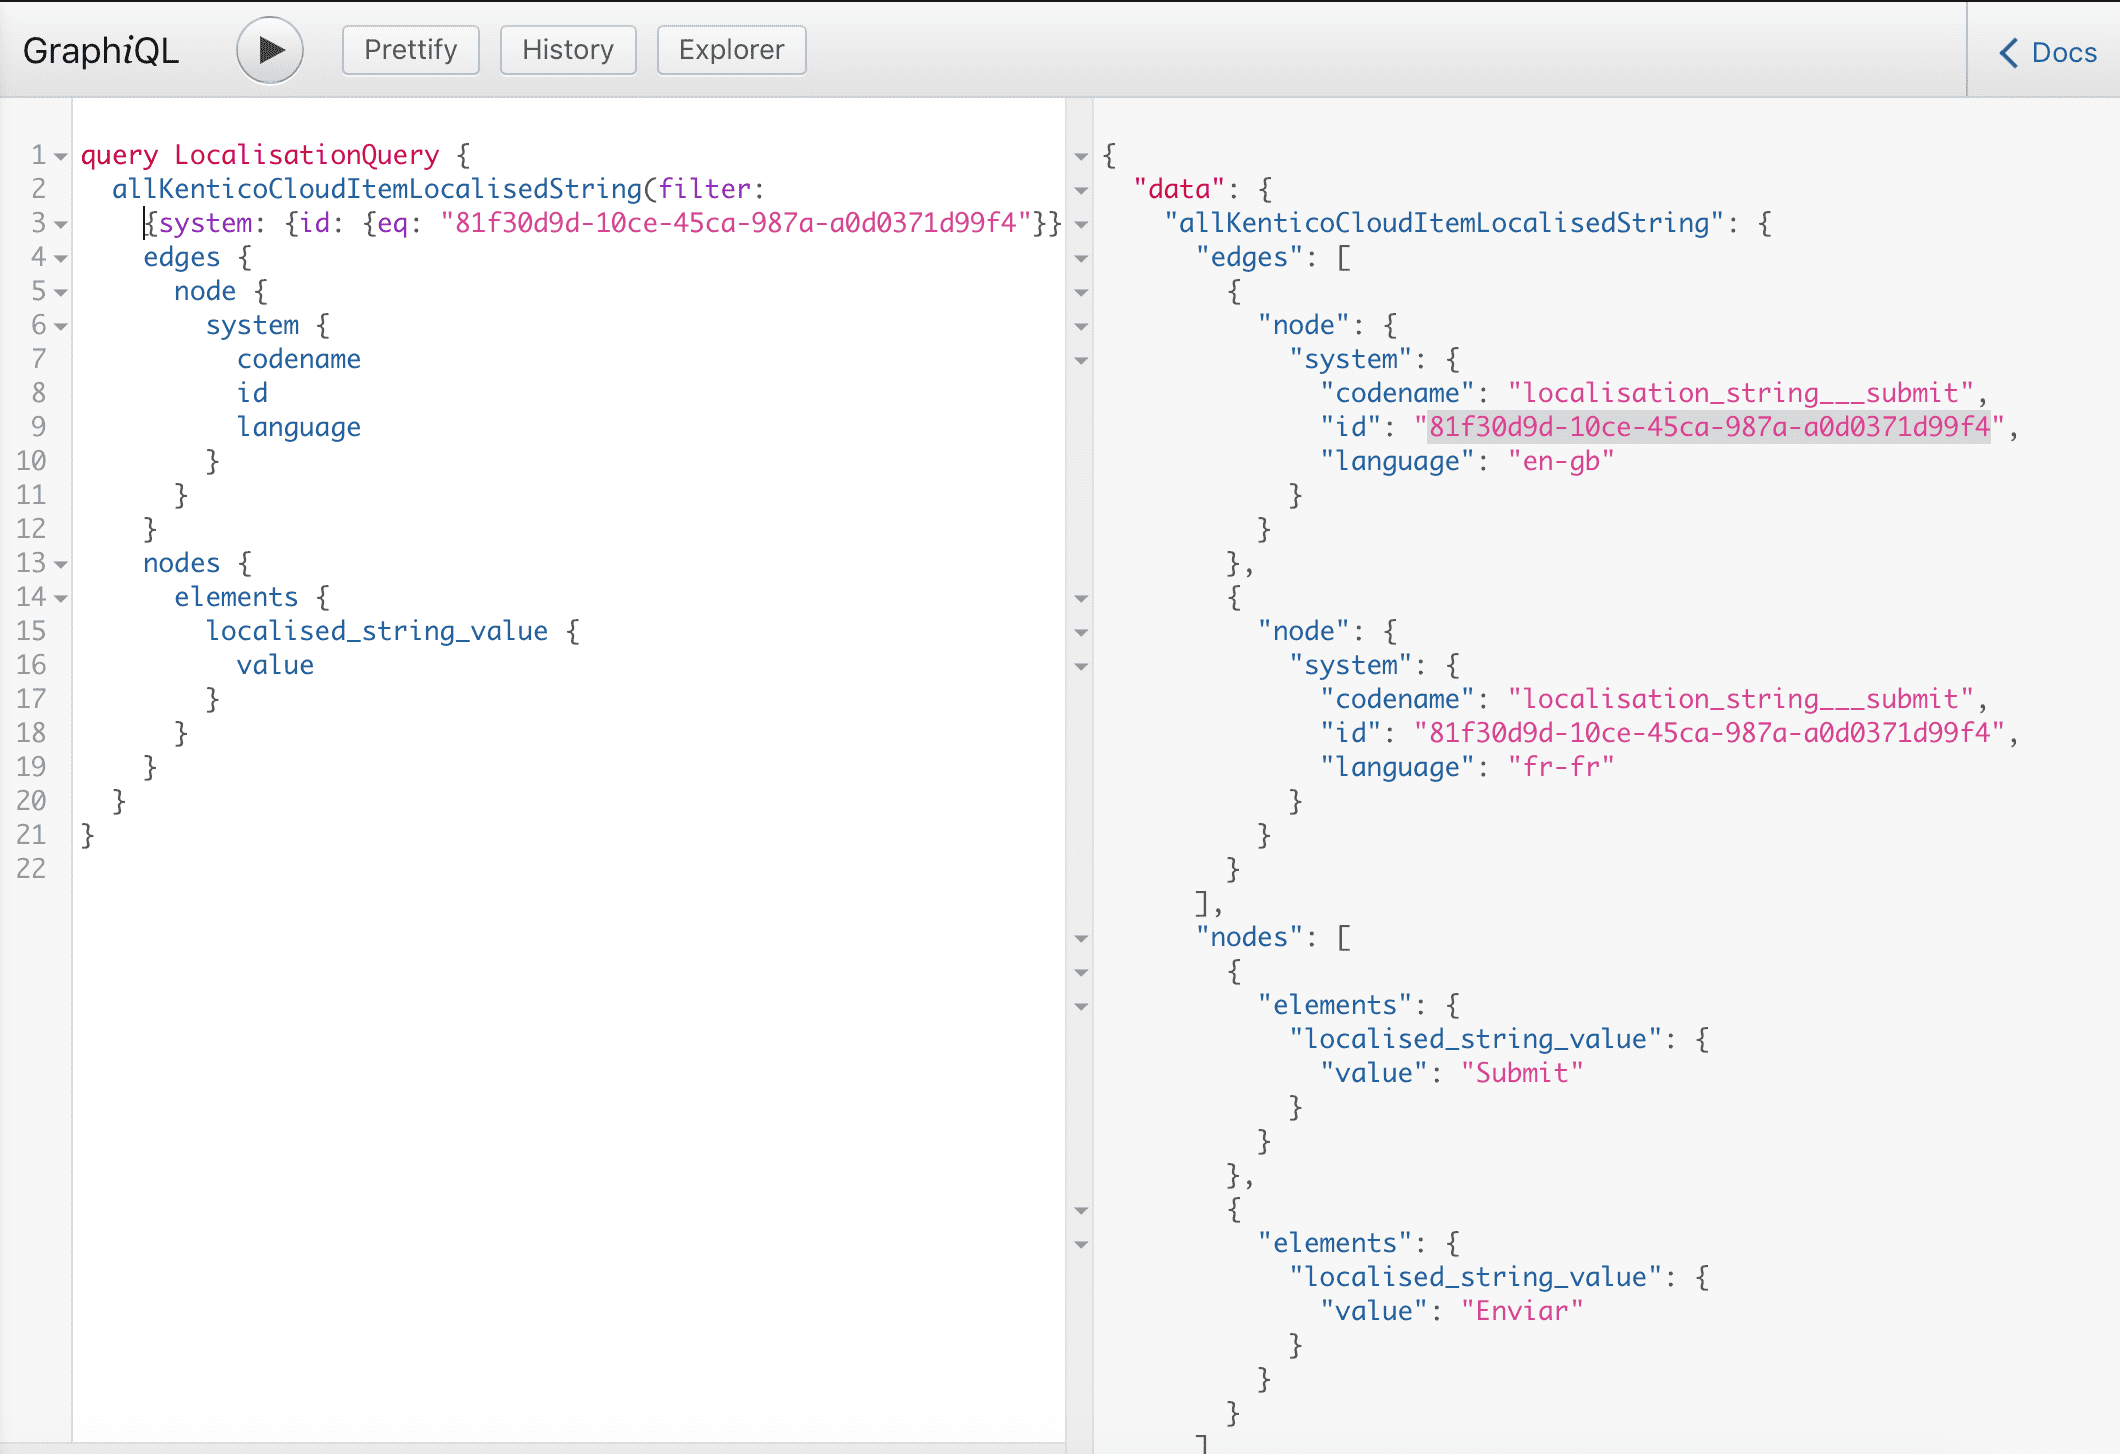 GraphiQL Prettify History Explorer Docs
1 query LocalisationQuery {
2 allKenticoCloudItemLocalisedString(filter:
3 {system: {id: {eq: "81f30d9d-10ce-45ca-987a-a0d0371d99f4"}}
4 edges {
5 node {
6 system {
7 codename
8 id
9 language
10 }
11 }
12 }
13 nodes {
14 elements {
15 localised_string_value {
16 value
17 }
18 }
19 }
20 }
21 }
22
{
"data": {
"allKenticoCloudItemLocalisedString": {
"edges": [
{
"node": {
"system": {
"codename": "localisation_string___submit",
"id": "81f30d9d-10ce-45ca-987a-a0d0371d99f4",
"language": "en-gb"
}
}
},
{
"node": {
"system": {
"codename": "localisation_string___submit",
"id": "81f30d9d-10ce-45ca-987a-a0d0371d99f4",
"language": "fr-fr"
}
}
}
],
"nodes": [
{
"elements": {
"localised_string_value": {
"value": "Submit"
}
}
},
{
"elements": {
"localised_string_value": {
"value": "Enviar"
}
}
}
]